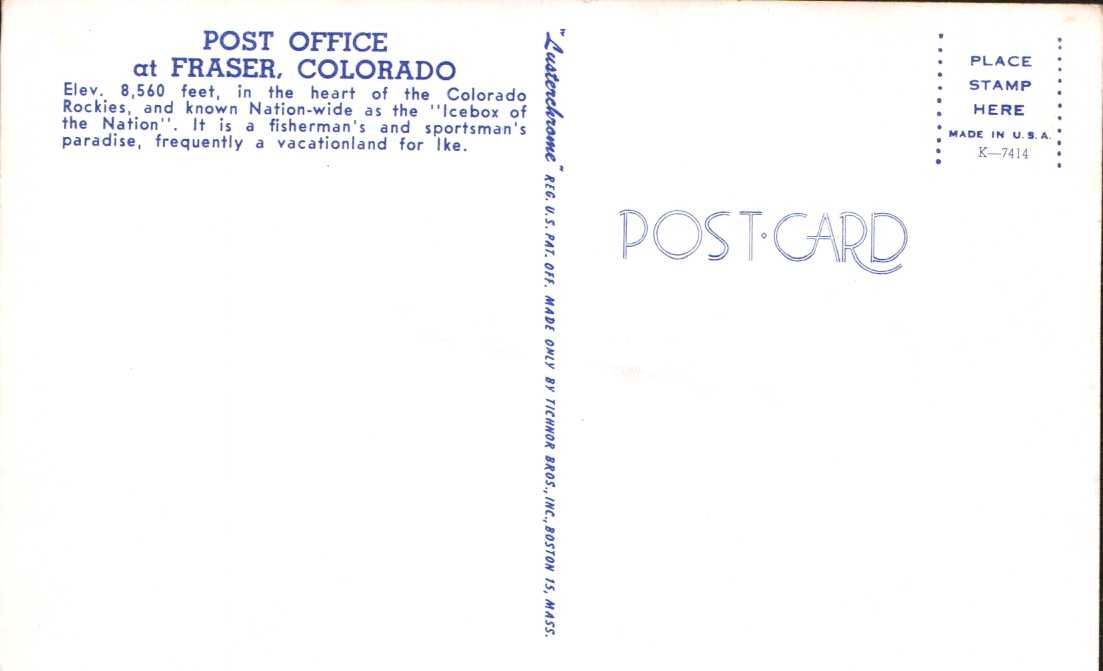 POST OFFICE
at FRASER, COLORADO
Elev. 8,560 feet, in the heart of the Colorado
Rockies, and known Nation-wide as the "Icebox of
the Nation". It is a fisherman's and sportsman's
paradise, frequently a vacationland for Ike.
"Lusterchrome" REG. U.S. PAT. OFF. MADE ONLY BY TICHNOR BROS., INC., BOSTON 15, MASS.
PLACE
STAMP
HERE
MADE IN U.S.A.
K—7414
POST·CARD